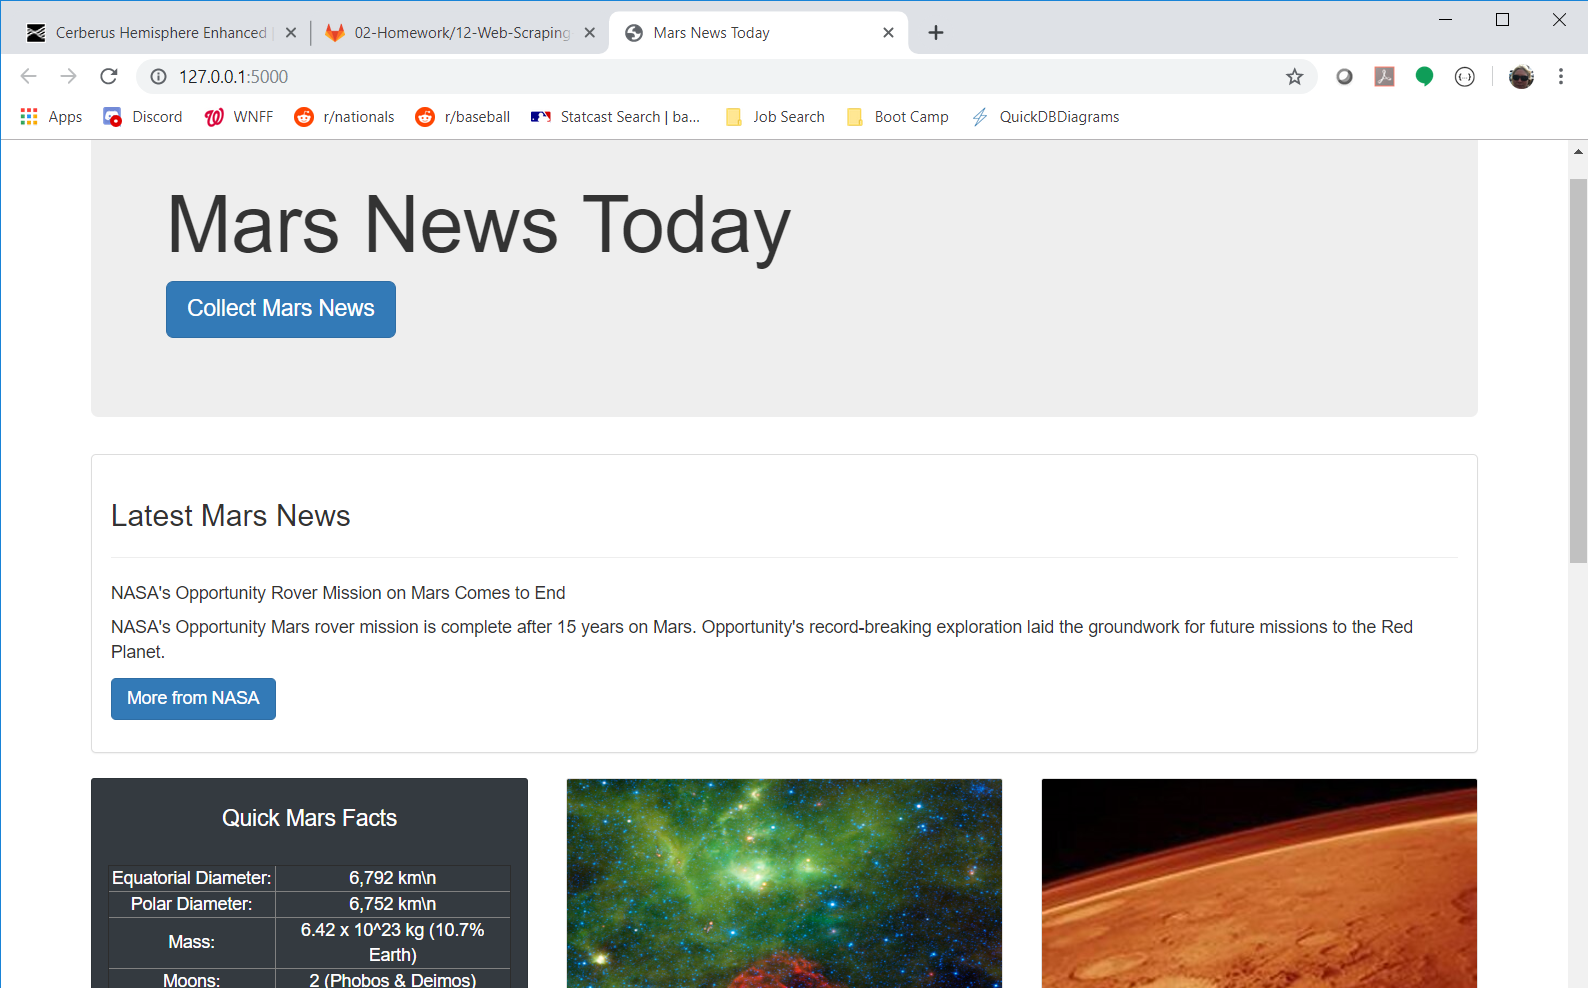 Cerberus Hemisphere Enhanced
02-Homework/12-Web-Scraping
Mars News Today
127.0.0.1:5000
Apps
Discord
WNFF
r/nationals
r/baseball
Statcast Search | ba...
Job Search
Boot Camp
QuickDBDiagrams
Mars News Today
Collect Mars News
Latest Mars News
NASA's Opportunity Rover Mission on Mars Comes to End
NASA's Opportunity Mars rover mission is complete after 15 years on Mars. Opportunity's record-breaking exploration laid the groundwork for future missions to the Red
Planet.
More from NASA
Quick Mars Facts
Equatorial Diameter: 6,792 km\n
Polar Diameter: 6,752 km\n
Mass: 6.42 x 10^23 kg (10.7%
Earth)
Moons: 2 (Phobos & Deimos)